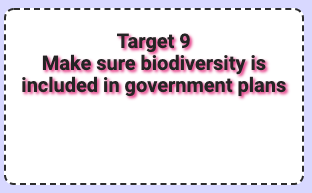 Target 9
Make sure biodiversity is
included in government plans